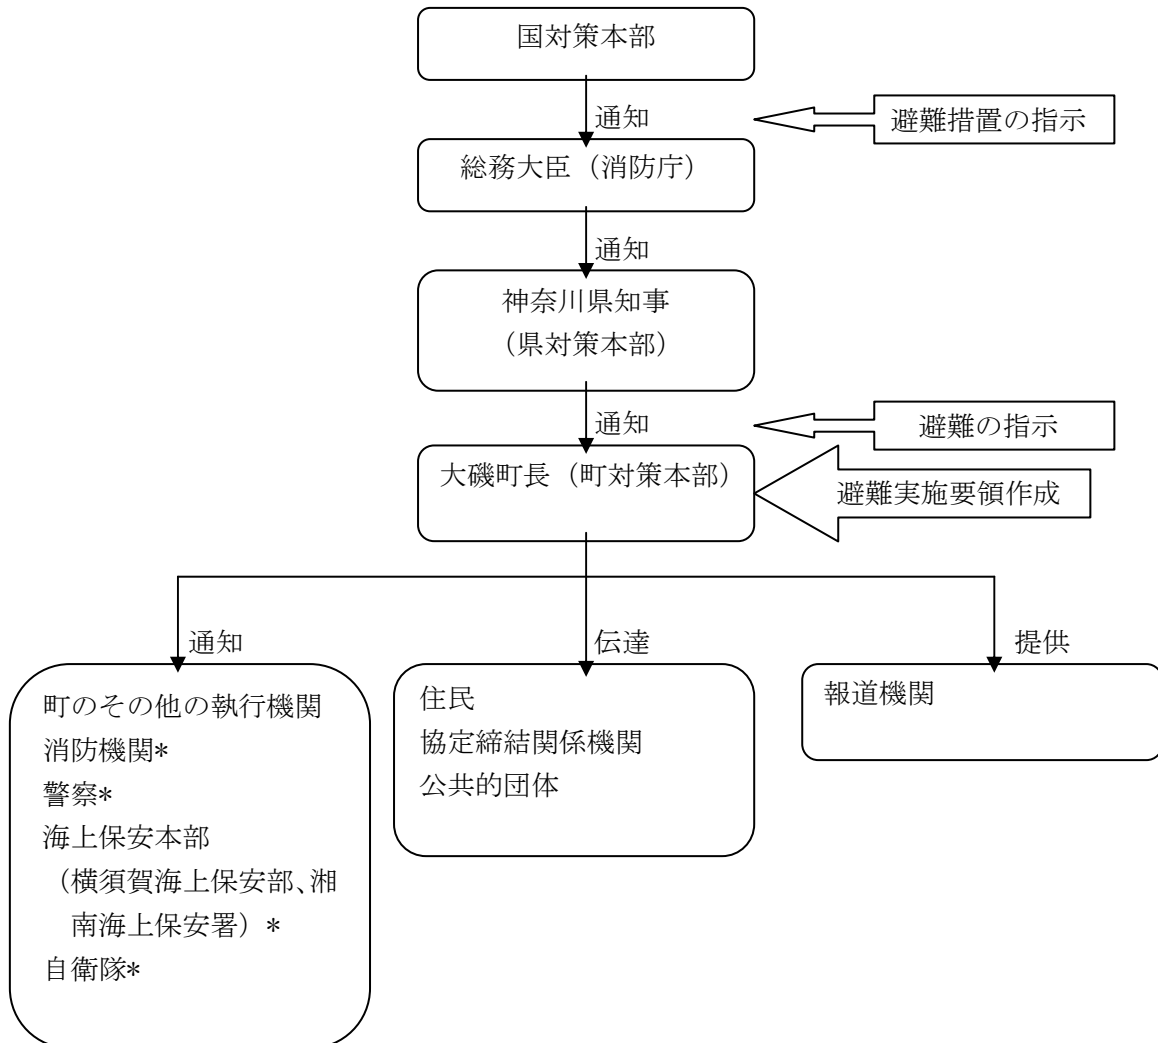 国対策本部
通知
避難措置の指示
総務大臣（消防庁）
通知
神奈川県知事
（県対策本部）
通知
避難の指示
大磯町長（町対策本部）
避難実施要領作成
通知
伝達
提供
町のその他の執行機関
消防機関*
警察*
海上保安本部
（横須賀海上保安部、湘
南海上保安署）*
自衛隊*
住民
協定締結関係機関
公共的団体
報道機関